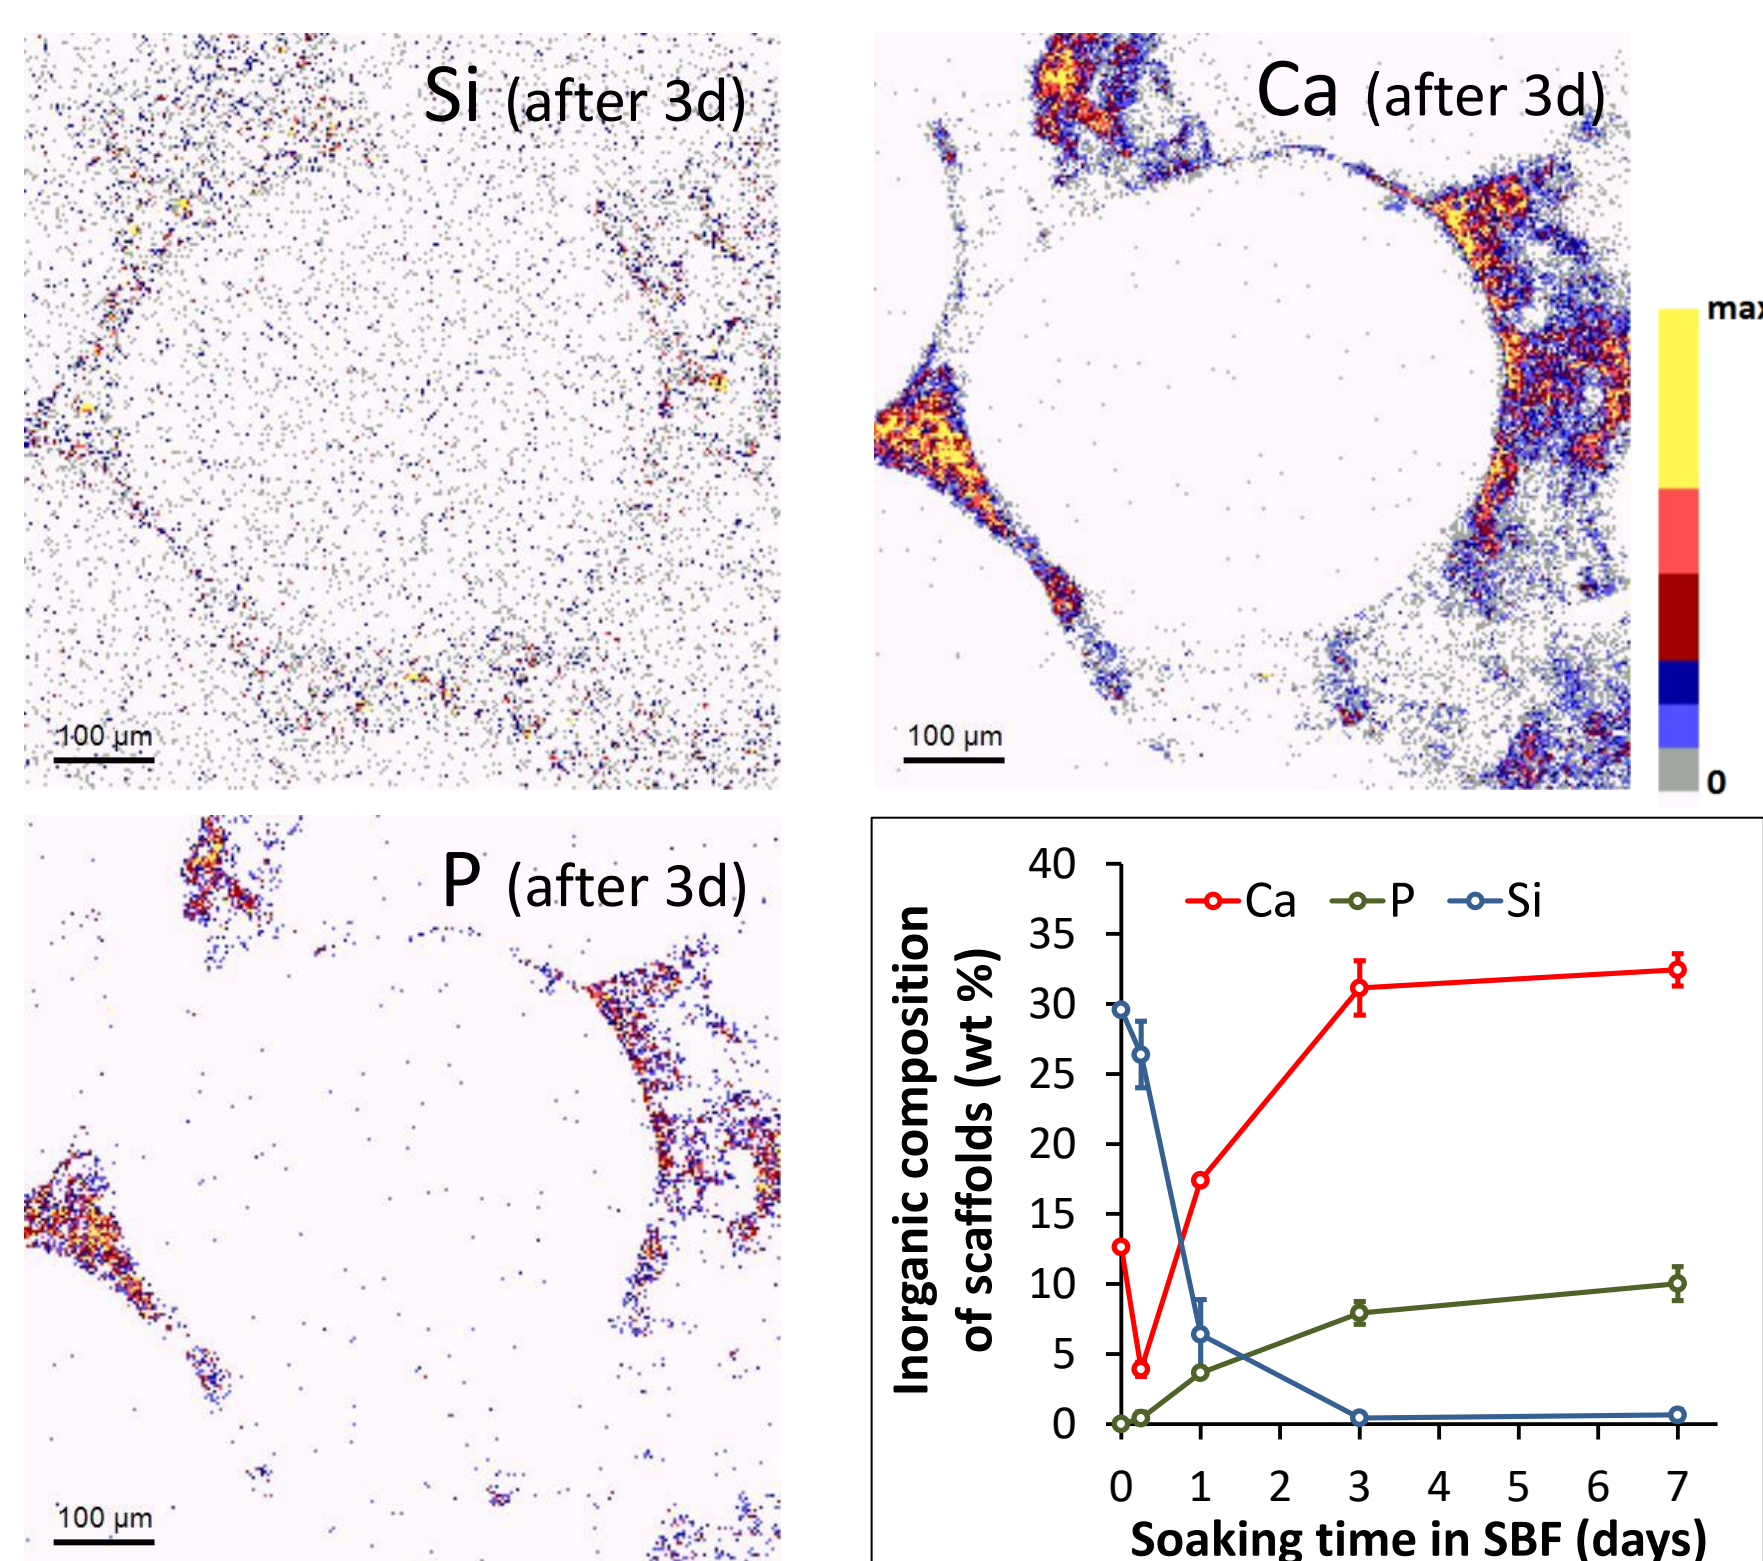 Si (after 3d)
100 µm
Ca (after 3d)
100 µm
max
0
P (after 3d)
100 µm
Ca P Si
Inorganic composition
of scaffolds (wt %)
40
35
30
25
20
15
10
5
0
0 1 2 3 4 5 6 7
Soaking time in SBF (days)